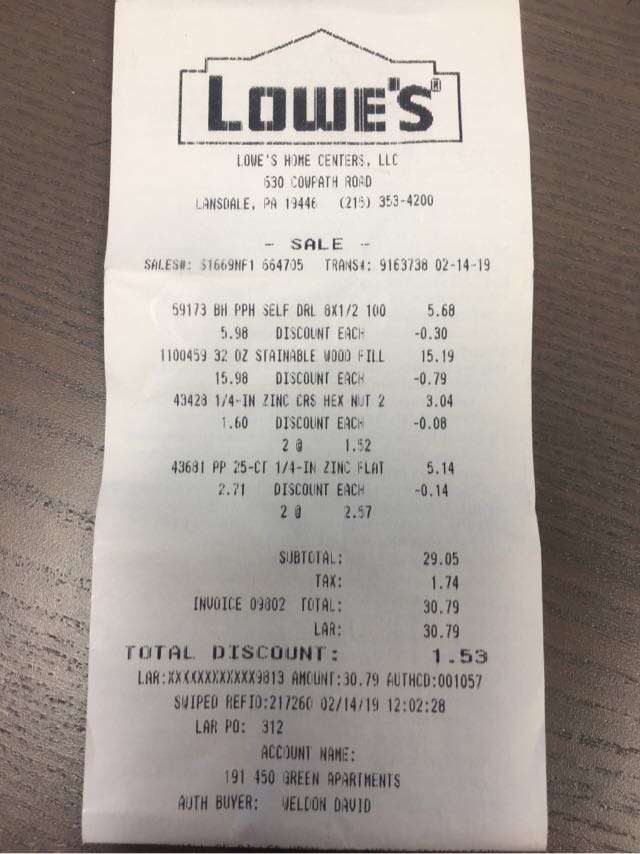 LOWE'S®
LOWE'S HOME CENTERS, LLC
630 COWPATH ROAD
LANSDALE, PA 19446 (215) 353-4200
- SALE -
SALES#: S1669NF1 664705 TRANS#: 9163738 02-14-19
59173 BH PPH SELF DRL 8X1/2 100 5.68
5.98 DISCOUNT EACH -0.30
1100459 32 OZ STAINABLE WOOD FILL 15.19
15.98 DISCOUNT EACH -0.79
43428 1/4-IN ZINC CRS HEX NUT 2 3.04
1.60 DISCOUNT EACH -0.08
2 @ 1.52
43681 PP 25-CT 1/4-IN ZINC FLAT 5.14
2.71 DISCOUNT EACH -0.14
2 @ 2.57
SUBTOTAL: 29.05
TAX: 1.74
INVOICE 09802 TOTAL: 30.79
LAR: 30.79
TOTAL DISCOUNT: 1.53
LAR:XXXXXXXXXXXX9813 AMOUNT:30.79 AUTHCD:001057
SWIPED REFID:217260 02/14/19 12:02:28
LAR PO: 312
ACCOUNT NAME:
191 450 GREEN APARTMENTS
AUTH BUYER: WELDON DAVID